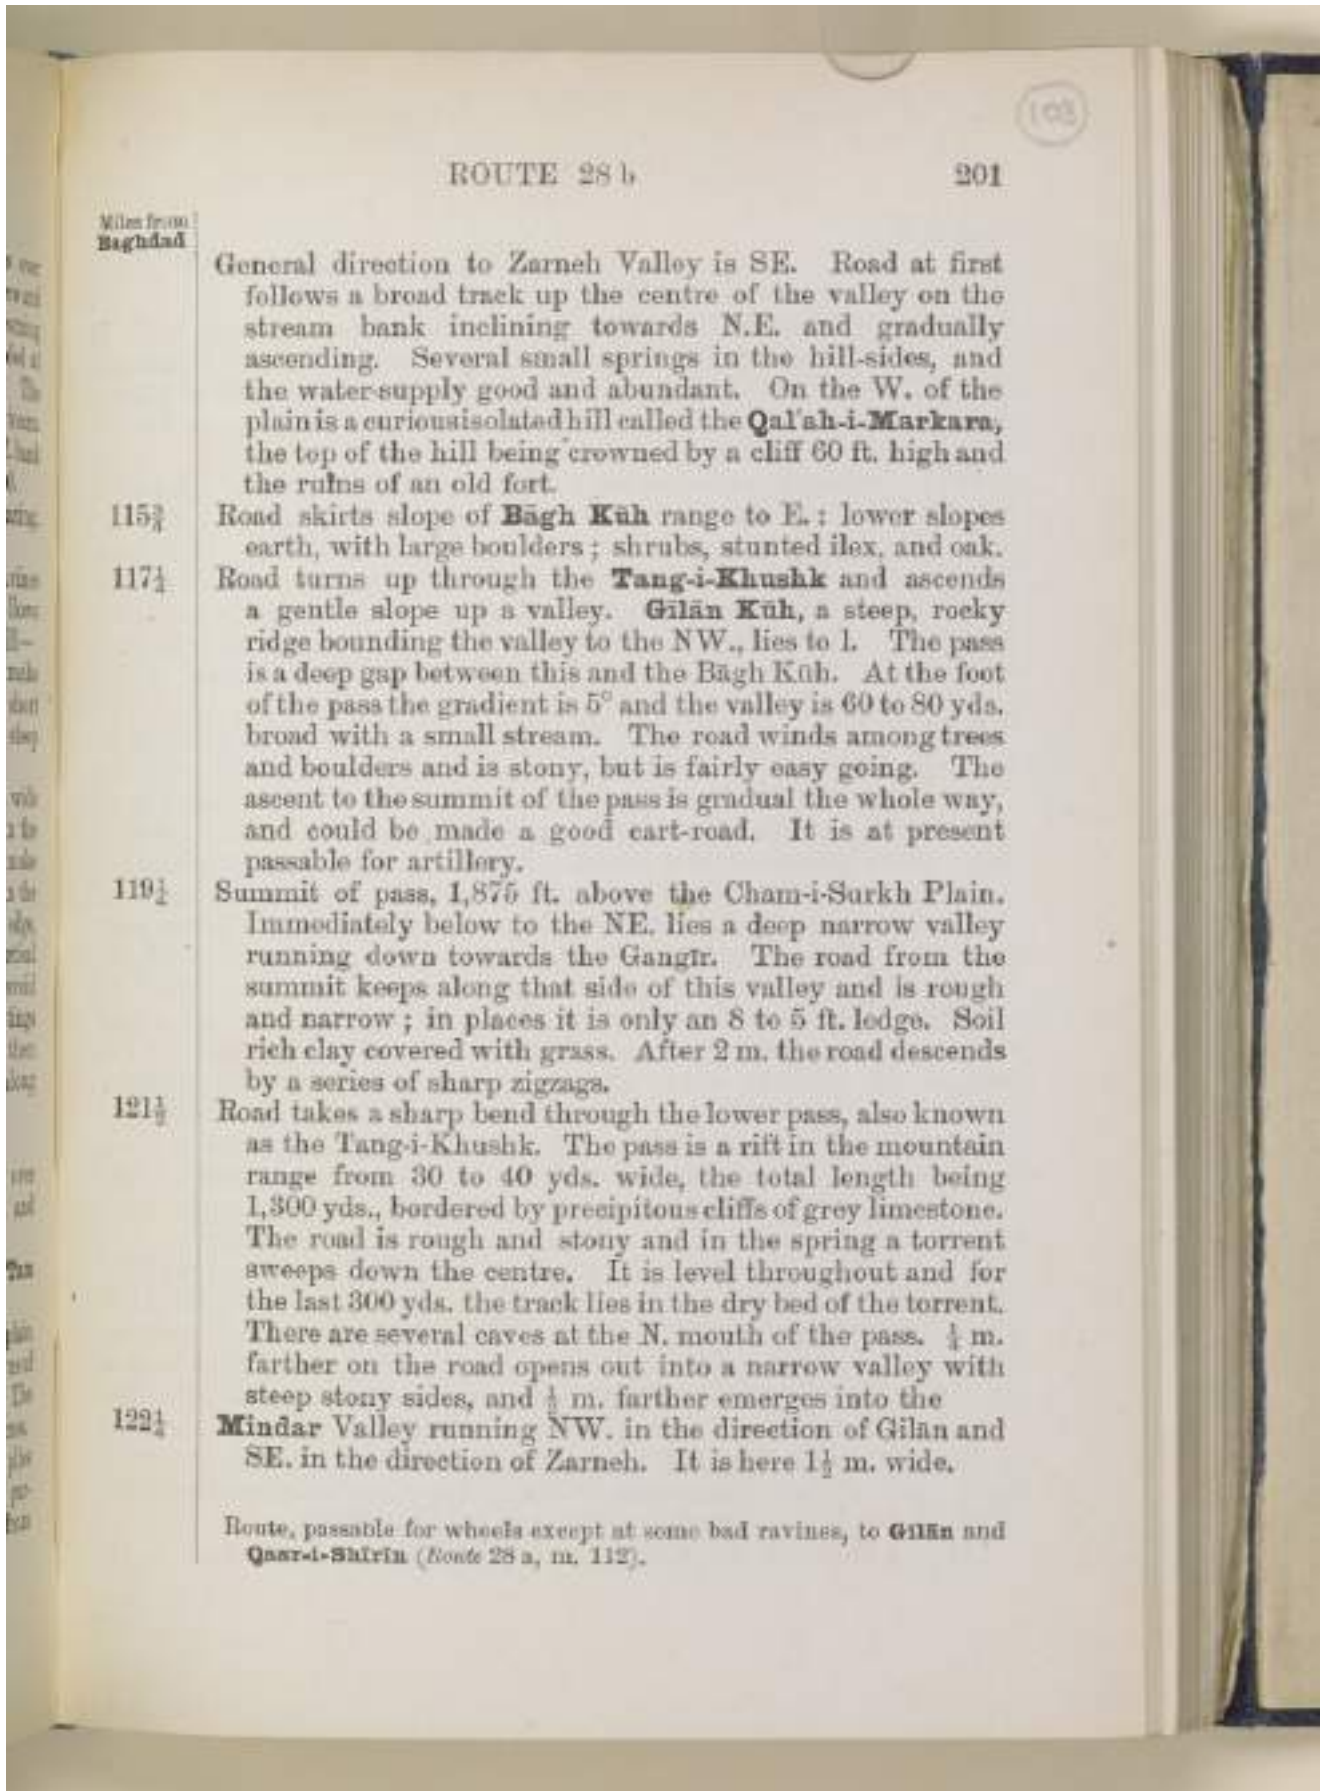 103
ROUTE 28 b 201
Miles from
Baghdad
General direction to Zarneh Valley is SE. Road at first
follows a broad track up the centre of the valley on the
stream bank inclining towards N.E. and gradually
ascending. Several small springs in the hill-sides, and
the water-supply good and abundant. On the W. of the
plain is a curious isolated hill called the Qal'ah-i-Markara,
the top of the hill being crowned by a cliff 60 ft. high and
the ruins of an old fort.
115¾ Road skirts slope of Bāgh Kūh range to E. : lower slopes
earth, with large boulders ; shrubs, stunted ilex, and oak.
Road turns up through the Tang-i-Khushk and ascends
a gentle slope up a valley. Gīlān Kūh, a steep, rocky
ridge bounding the valley to the NW., lies to l. The pass
is a deep gap between this and the Bāgh Kūh. At the foot
of the pass the gradient is 5° and the valley is 60 to 80 yds.
broad with a small stream. The road winds among trees
and boulders and is stony, but is fairly easy going. The
ascent to the summit of the pass is gradual the whole way,
and could be made a good cart-road. It is at present
passable for artillery.
Summit of pass, 1,875 ft. above the Cham-i-Surkh Plain.
Immediately below to the NE. lies a deep narrow valley
running down towards the Gangīr. The road from the
summit keeps along that side of this valley and is rough
and narrow ; in places it is only an 8 to 5 ft. ledge. Soil
rich clay covered with grass. After 2 m. the road descends
by a series of sharp zigzags.
121½ Road takes a sharp bend through the lower pass, also known
as the Tang-i-Khushk. The pass is a rift in the mountain
range from 30 to 40 yds. wide, the total length being
1,300 yds., bordered by precipitous cliffs of grey limestone.
The road is rough and stony and in the spring a torrent
sweeps down the centre. It is level throughout and for
the last 300 yds. the track lies in the dry bed of the torrent.
There are several caves at the N. mouth of the pass. ¼ m.
farther on the road opens out into a narrow valley with
steep stony sides, and m. farther emerges into the
122¼ Mindar Valley running NW. in the direction of Gīlān and
SE. in the direction of Zarneh. It is here 1½ m. wide.
Route, passable for wheels except at some bad ravines, to Gīlān and
Qasr-i-Shīrīn (Route 28 a, m. 112).